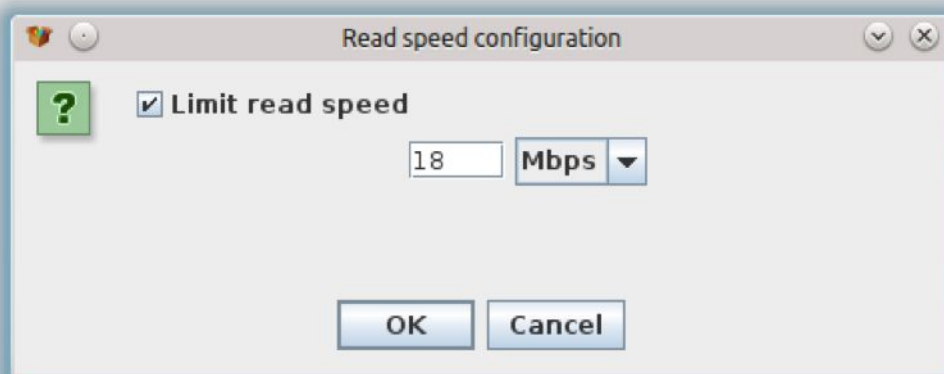 Read speed configuration
?
Limit read speed
18 Mbps
OK Cancel